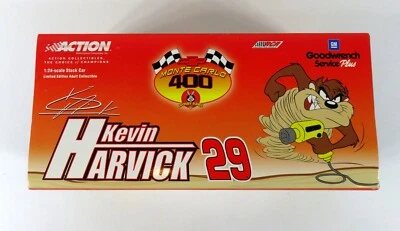 ACTION
ACTION COLLECTIBLES
THE CHOICE of CHAMPIONS
1:24-scale Stock Car
Limited Edition Adult Collectible
MONTE CARLO
400
GM
Goodwrench
Service Plus
Kevin
HARVICK
29